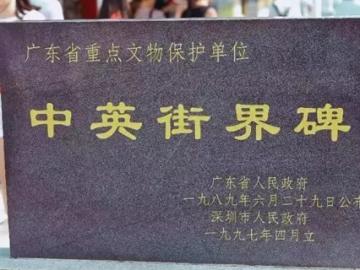 广东省重点文物保护单位
中英街界碑
广东省人民政府
一九八九年六月二十九日公布
深圳市人民政府
一九九七年四月立